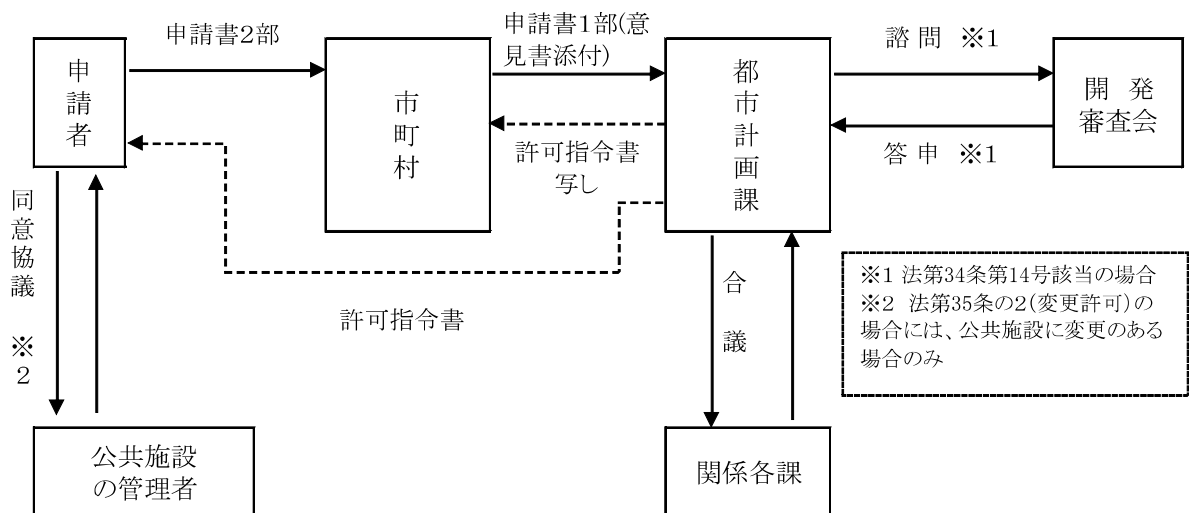 申請書2部
申請書1部(意
見書添付)
諮問 ※1
申請者
市町村
都市計画課
開 発
審査会
許可指令書
写し
答申 ※1
同意協議 ※2
許可指令書
合議
※1 法第34条第14号該当の場合
※2 法第35条の2(変更許可)の
場合には、公共施設に変更のある
場合のみ
公共施設
の管理者
関係各課